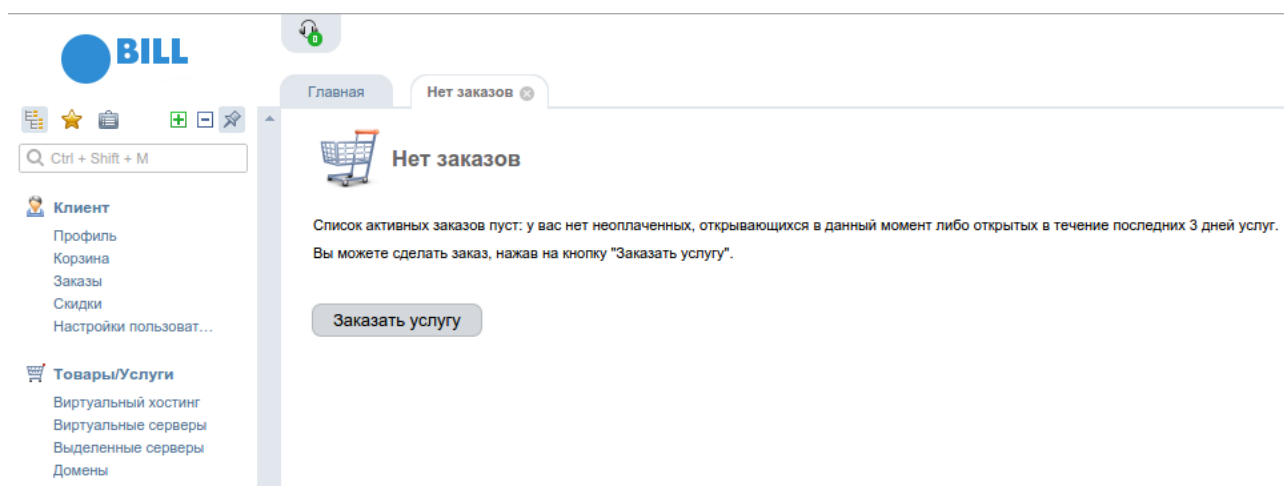 BILL
0
Главная
Нет заказов
Ctrl + Shift + M
Клиент
Профиль
Корзина
Заказы
Скидки
Настройки пользоват...
Товары/Услуги
Виртуальный хостинг
Виртуальные серверы
Выделенные серверы
Домены
Нет заказов
Список активных заказов пуст: у вас нет неоплаченных, открывающихся в данный момент либо открытых в течение последних 3 дней услуг.
Вы можете сделать заказ, нажав на кнопку "Заказать услугу".
Заказать услугу